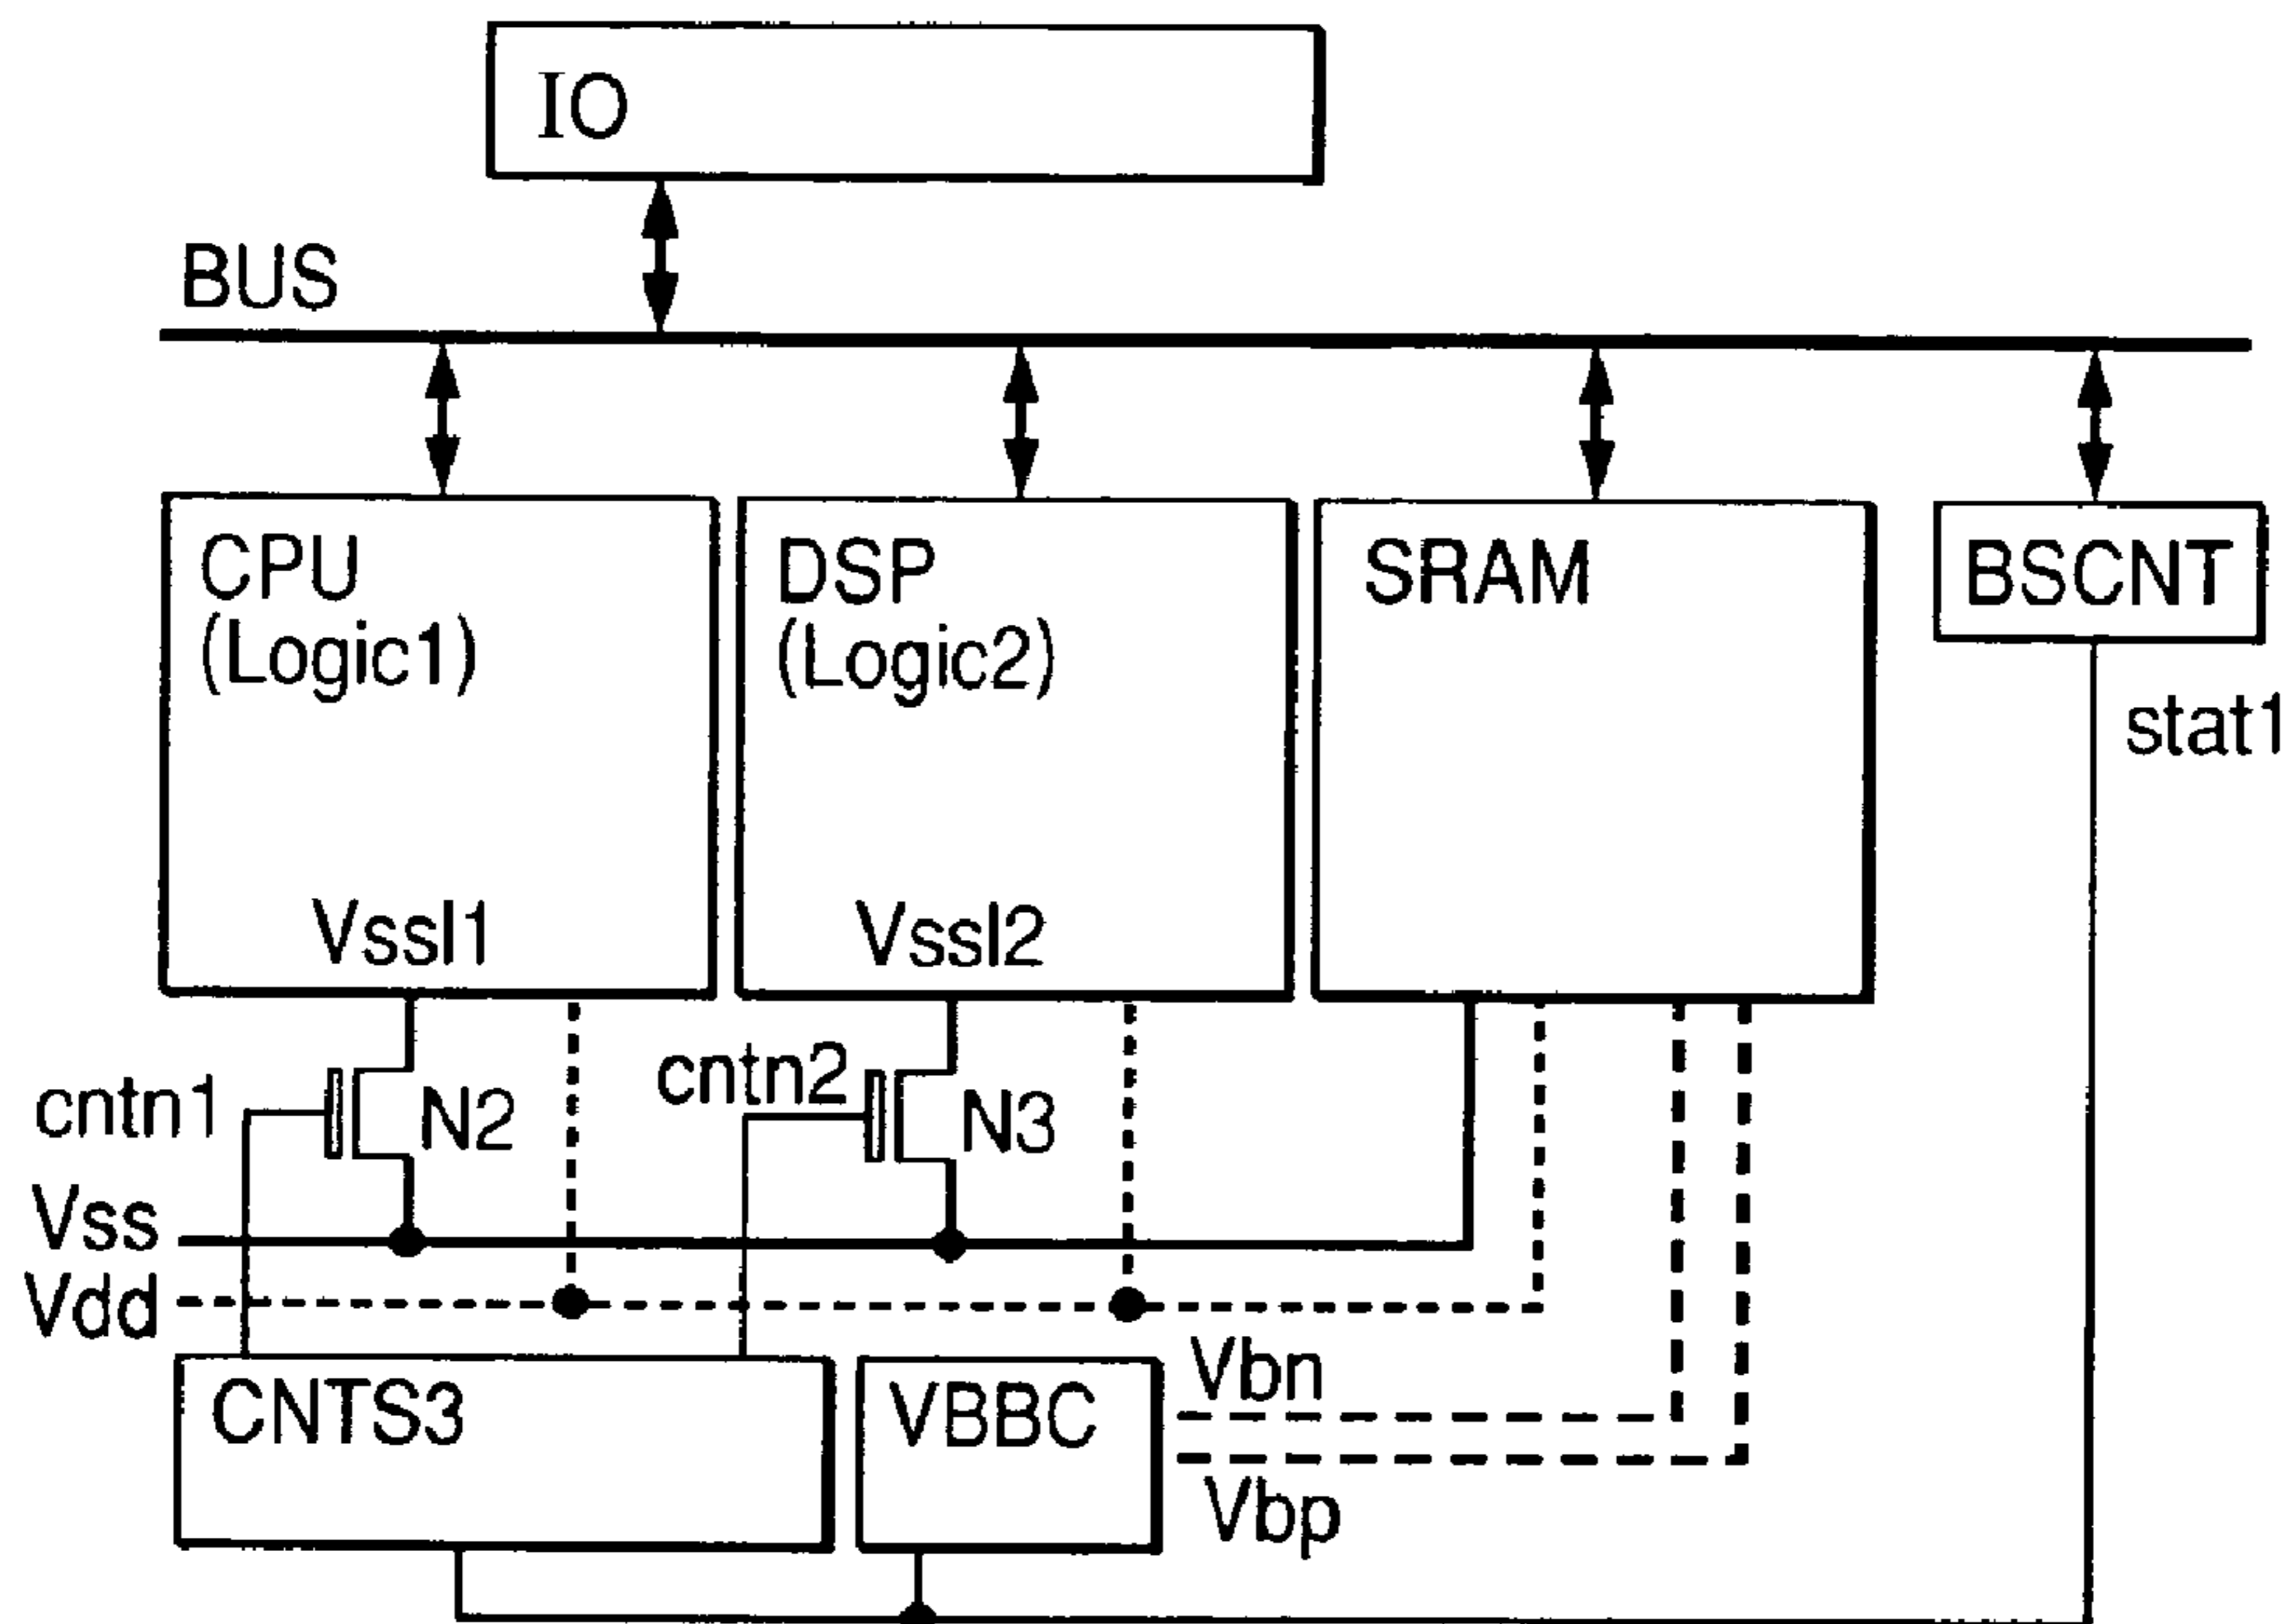 IO
BUS
CPU
(Logic1)
DSP
(Logic2)
SRAM
BSCNT
stat1
Vssl1
Vssl2
cntn1
N2
cntn2
N3
Vss
Vdd
CNTS3
VBBC
Vbn
Vbp